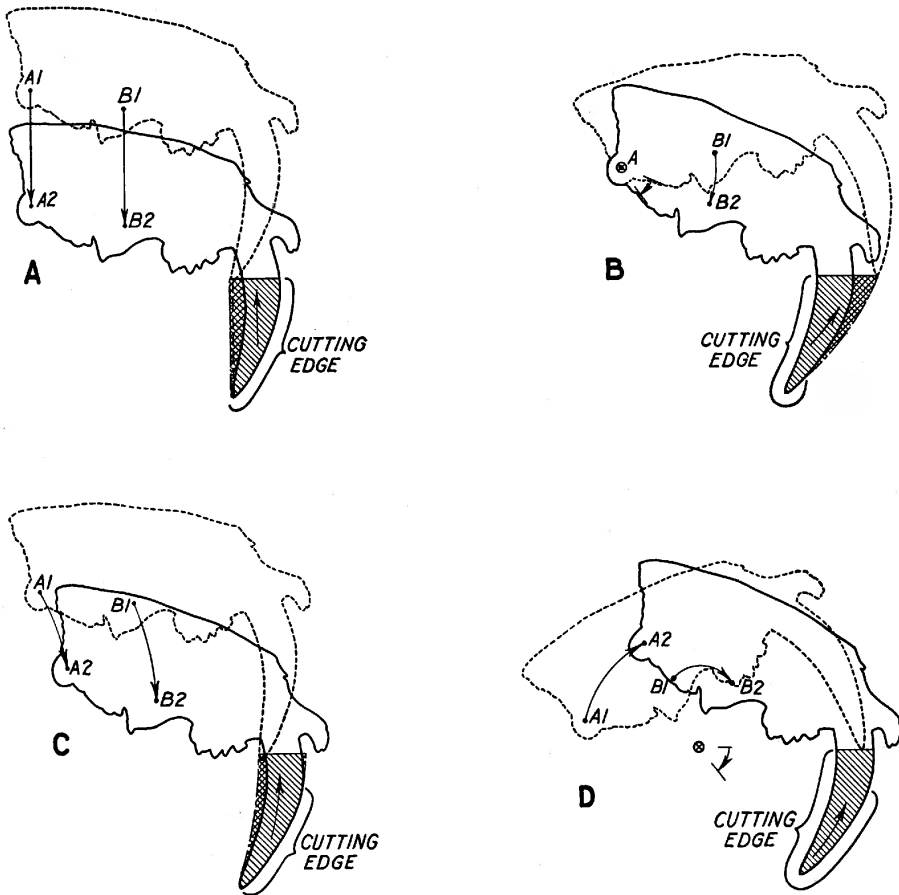 A1
B1
A2
B2
A
CUTTING
EDGE
A
B1
B2
B
CUTTING
EDGE
A1
B1
A2
B2
C
CUTTING
EDGE
A2
B1
B2
A1
D
CUTTING
EDGE